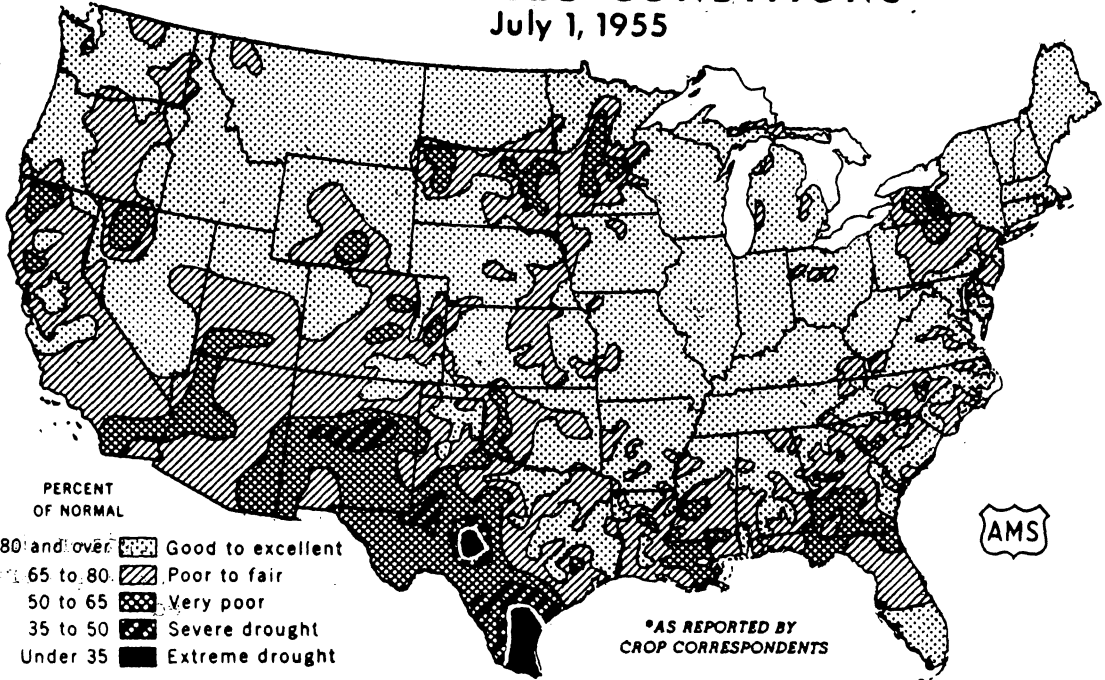 July 1, 1955
PERCENT
OF NORMAL
80 and over Good to excellent
65 to 80 Poor to fair
50 to 65 Very poor
35 to 50 Severe drought
Under 35 Extreme drought
AMS
*AS REPORTED BY
CROP CORRESPONDENTS